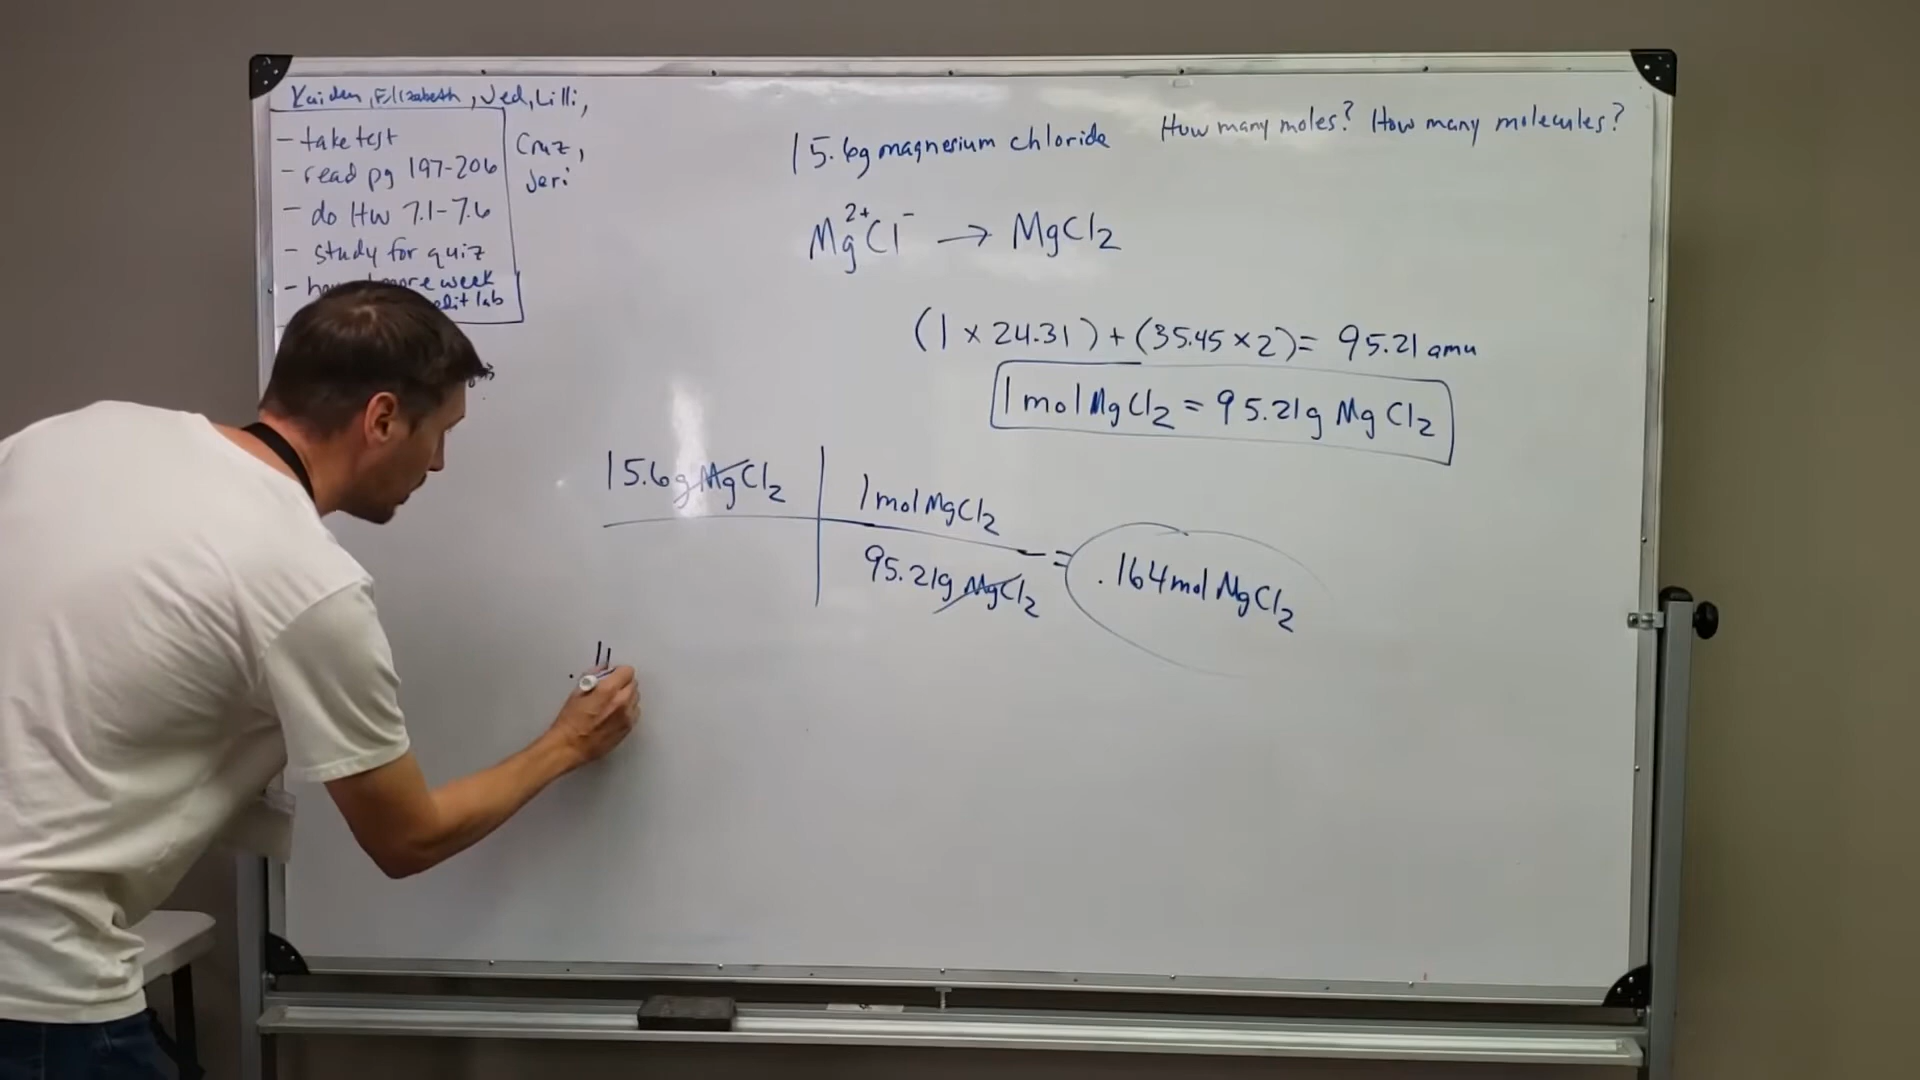 Kaiden, Elizabeth, Jed, Lilli,
Cruz,
Jeri
- take test
- read pg 197-206
- do HW 7.1-7.6
- study for quiz
- more week
lab
15.6g magnesium chloride
How many moles? How many molecules?
Mg²⁺Cl⁻ → MgCl₂
(1 × 24.31) + (35.45 × 2) = 95.21 amu
1 mol MgCl₂ = 95.21g MgCl₂
15.6g MgCl₂ | 1 mol MgCl₂
95.21g MgCl₂ = .164 mol MgCl₂